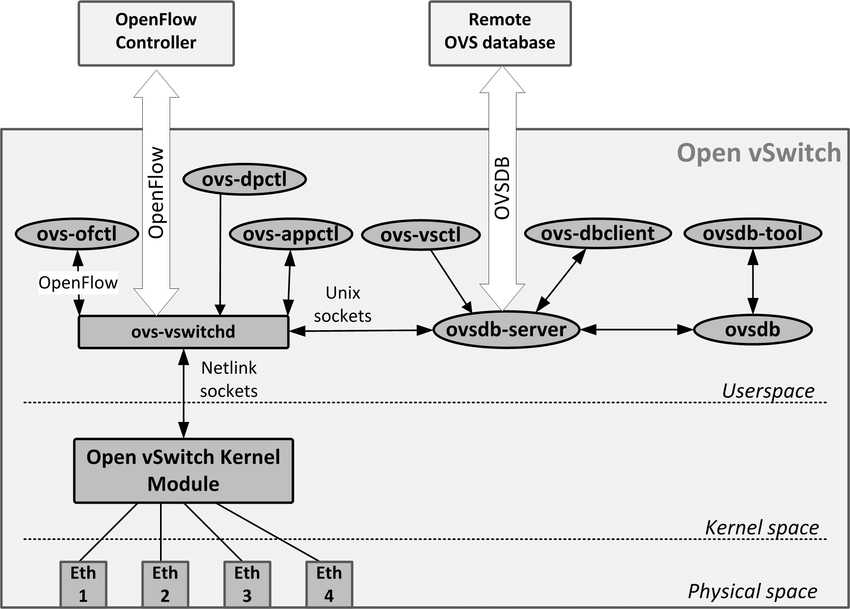 OpenFlow
Controller
Remote
OVS database
Open vSwitch
OpenFlow
OVSDB
ovs-dpctl
ovs-ofctl
ovs-appctl
ovs-vsctl
ovs-dbclient
ovsdb-tool
OpenFlow
Unix
sockets
ovs-vswitchd
ovsdb-server
ovsdb
Netlink
sockets
Userspace
Open vSwitch Kernel
Module
Kernel space
Eth
1
Eth
2
Eth
3
Eth
4
Physical space